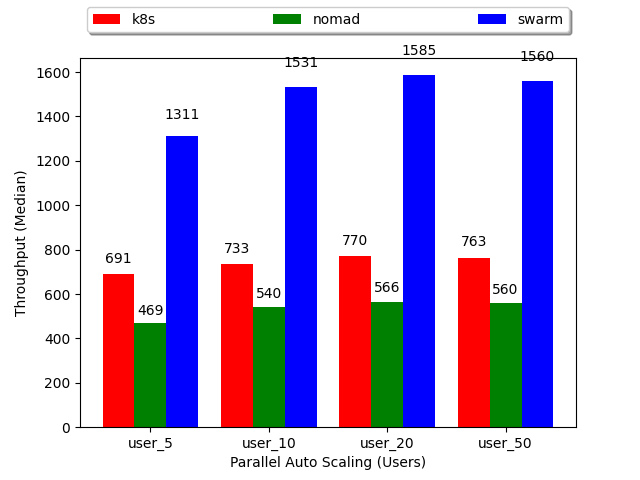 k8s nomad swarm
1600
1400
1200
1000
800
600
400
200
0
Throughput (Median)
691 469 1311
733 540 1531
770 566 1585
763 560 1560
user_5 user_10 user_20 user_50
Parallel Auto Scaling (Users)